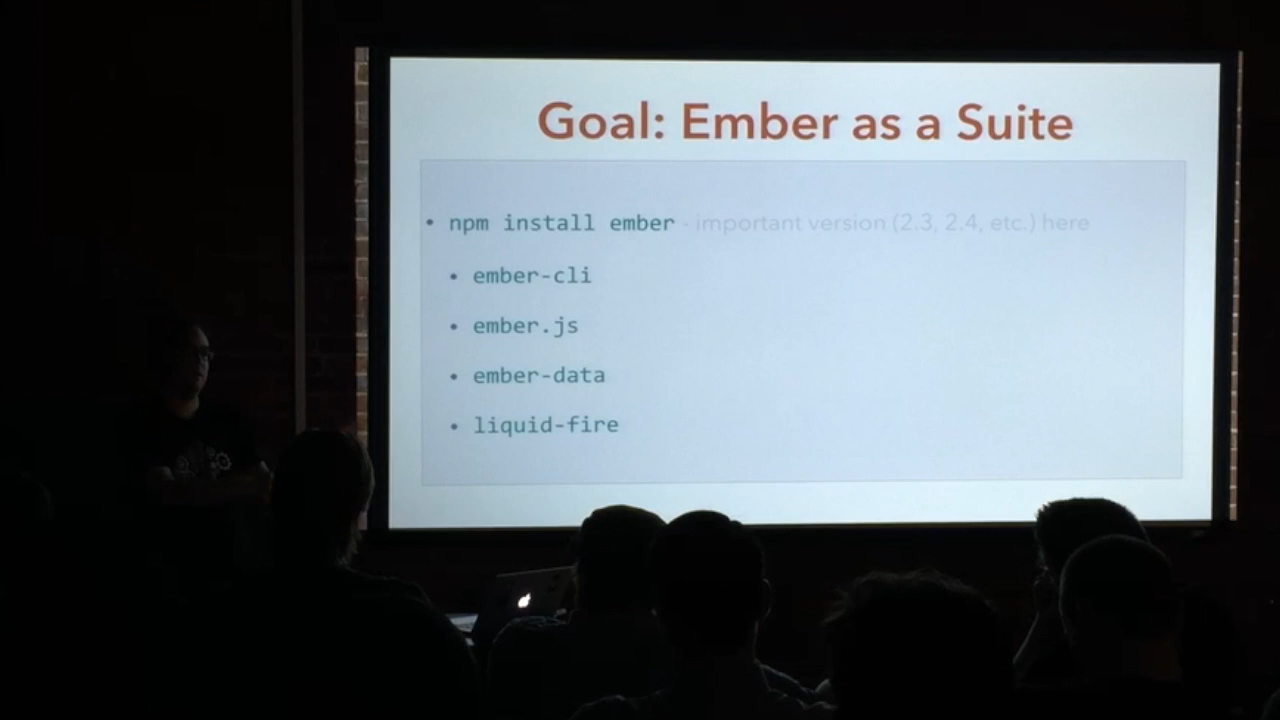 Goal: Ember as a Suite
• npm install ember - important version (2.3, 2.4, etc.) here
• ember-cli
• ember.js
• ember-data
• liquid-fire